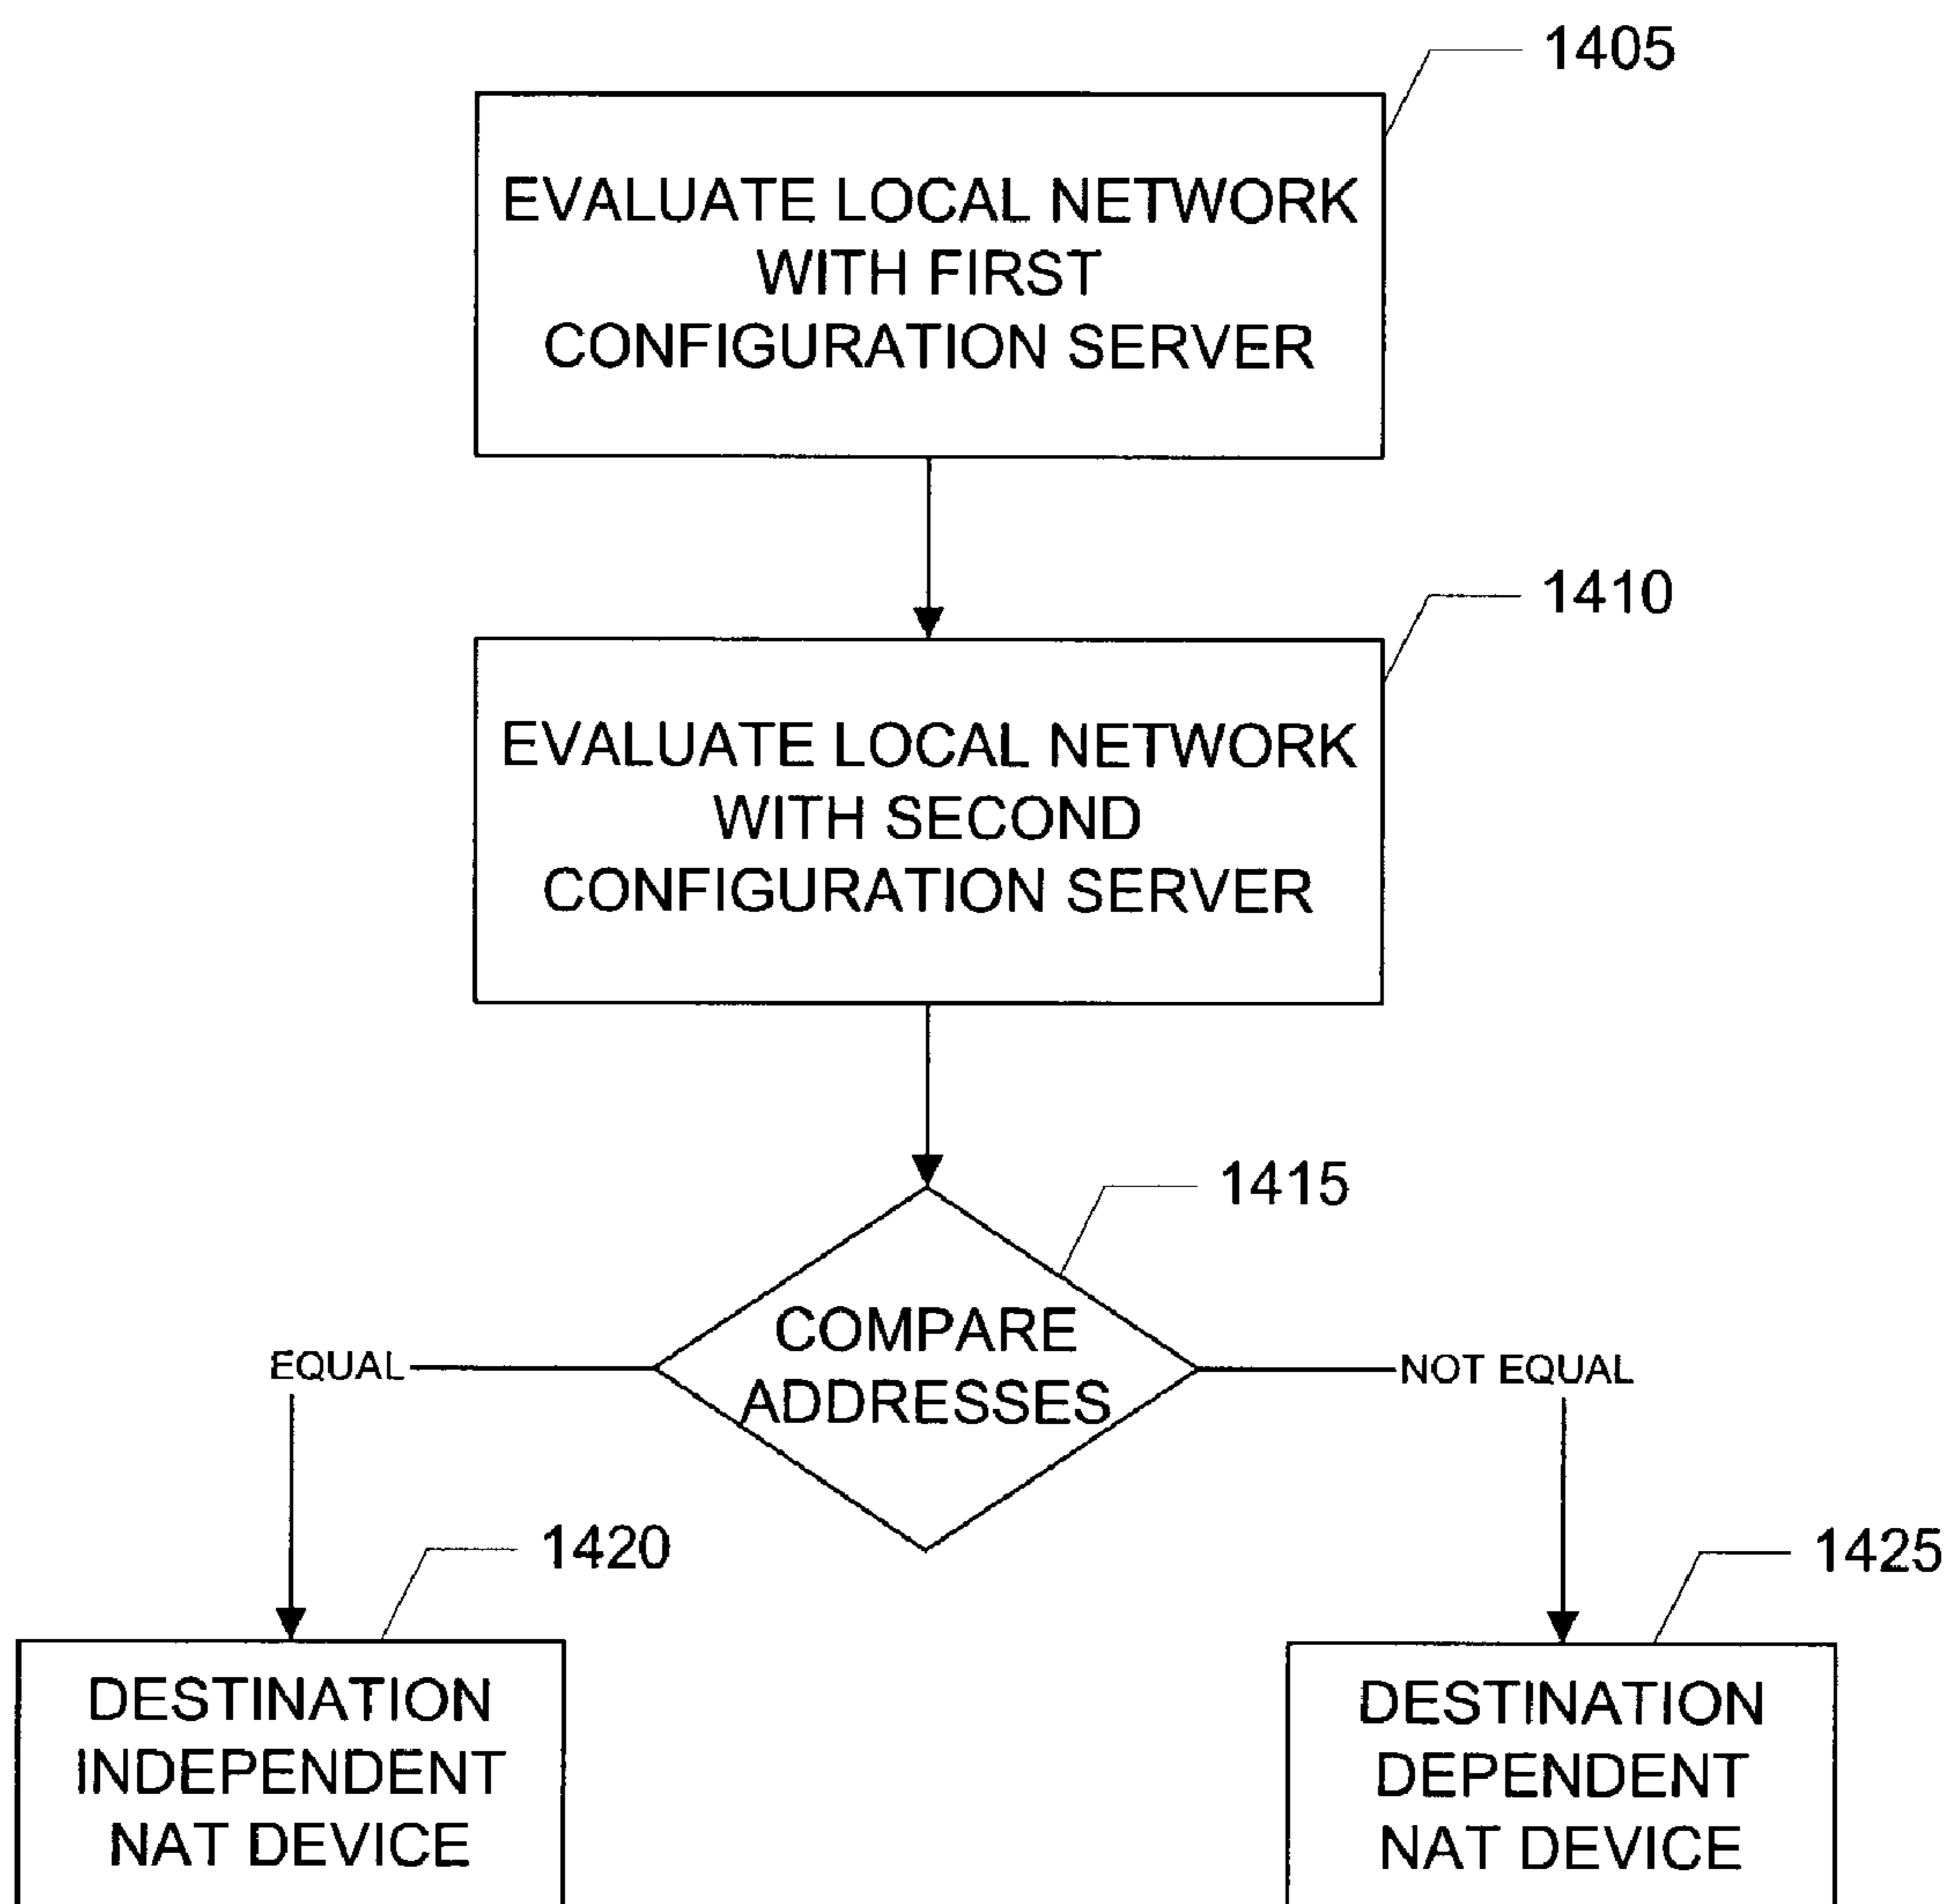 1405
EVALUATE LOCAL NETWORK
WITH FIRST
CONFIGURATION SERVER
1410
EVALUATE LOCAL NETWORK
WITH SECOND
CONFIGURATION SERVER
1415
COMPARE
ADDRESSES
EQUAL
NOT EQUAL
1420
DESTINATION
INDEPENDENT
NAT DEVICE
1425
DESTINATION
DEPENDENT
NAT DEVICE